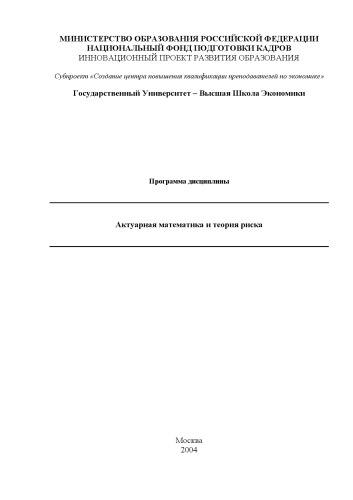 МИНИСТЕРСТВО ОБРАЗОВАНИЯ РОССИЙСКОЙ ФЕДЕРАЦИИ
НАЦИОНАЛЬНЫЙ ФОНД ПОДГОТОВКИ КАДРОВ
ИННОВАЦИОННЫЙ ПРОЕКТ РАЗВИТИЯ ОБРАЗОВАНИЯ
Субпроект «Создание центра повышения квалификации преподавателей по экономике»
Государственный Университет – Высшая Школа Экономики
Программа дисциплины
Актуарная математика и теория риска
Москва
2004